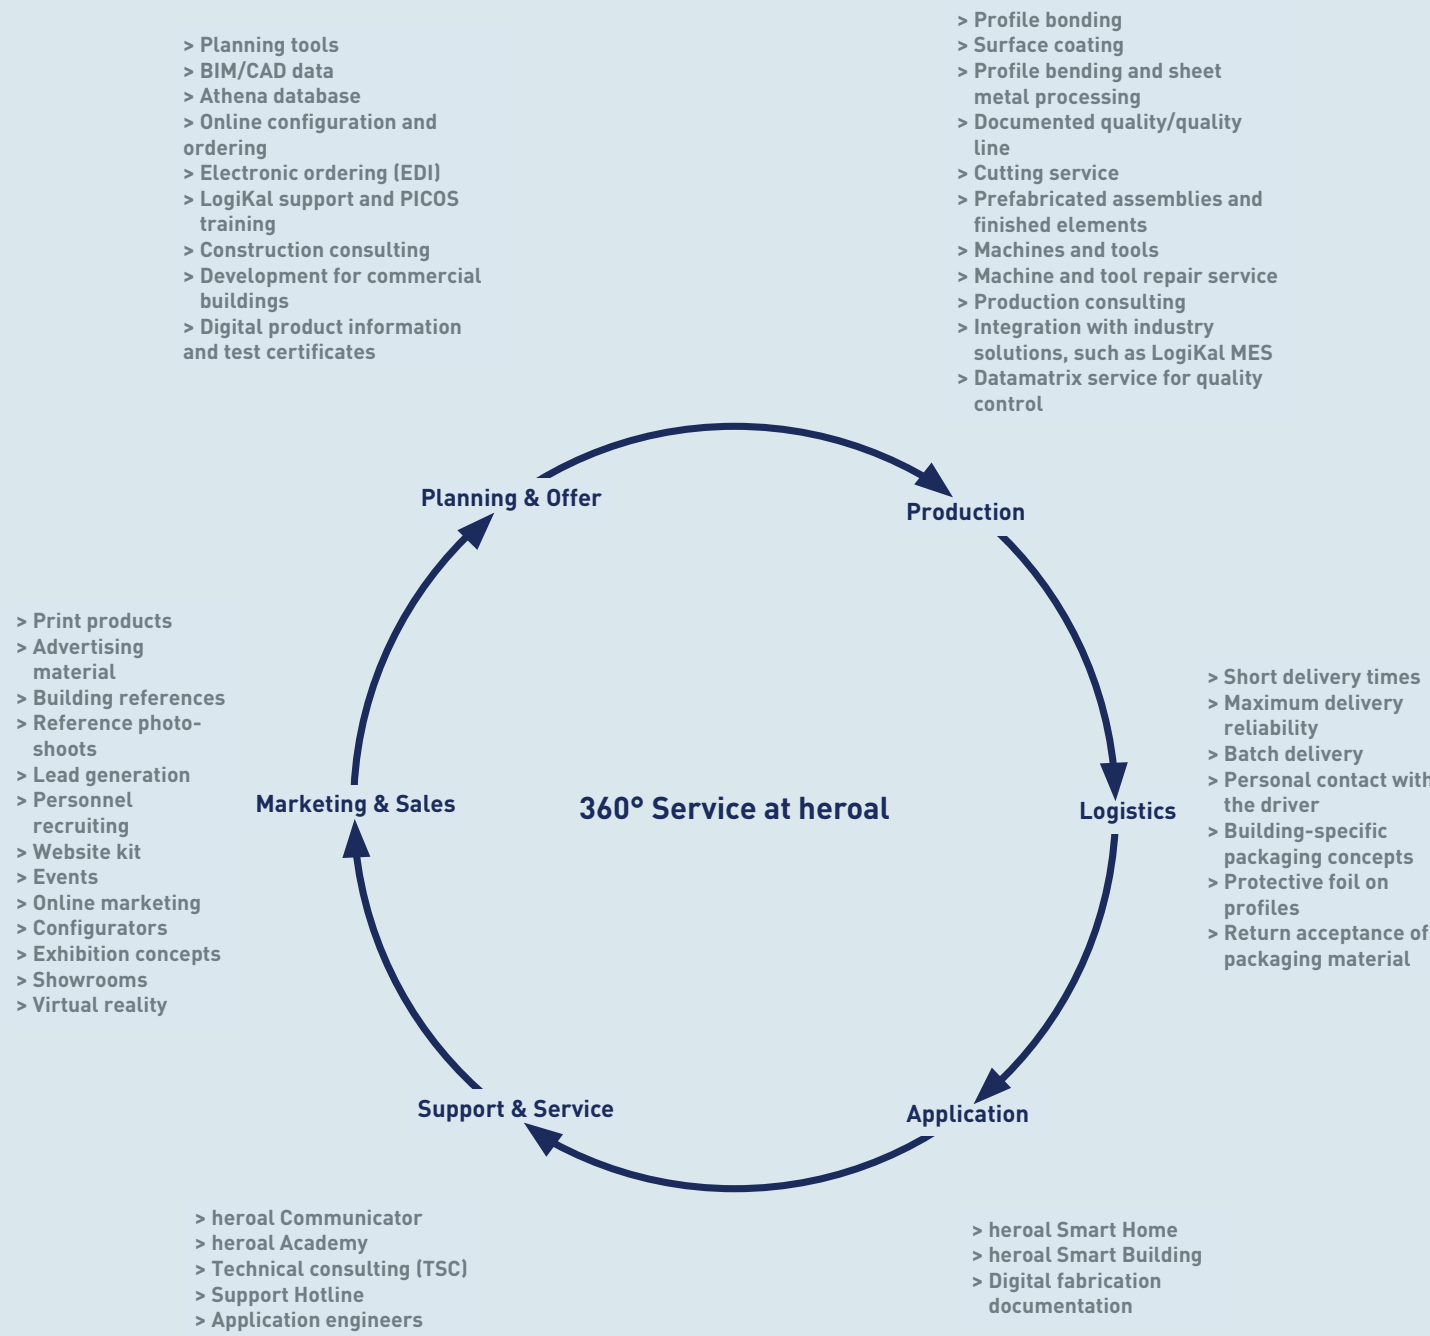 > Planning tools
> BIM/CAD data
> Athena database
> Online configuration and
ordering
> Electronic ordering (EDI)
> LogiKal support and PICOS
training
> Construction consulting
> Development for commercial
buildings
> Digital product information
and test certificates
> Profile bonding
> Surface coating
> Profile bending and sheet
metal processing
> Documented quality/quality
line
> Cutting service
> Prefabricated assemblies and
finished elements
> Machines and tools
> Machine and tool repair service
> Production consulting
> Integration with industry
solutions, such as LogiKal MES
> Datamatrix service for quality
control
Planning & Offer
Production
> Print products
> Advertising
material
> Building references
> Reference photo-
shoots
> Lead generation
> Personnel
recruiting
> Website kit
> Events
> Online marketing
> Configurators
> Exhibition concepts
> Showrooms
> Virtual reality
Marketing & Sales
360° Service at heroal
Logistics
> Short delivery times
> Maximum delivery
reliability
> Batch delivery
> Personal contact with
the driver
> Building-specific
packaging concepts
> Protective foil on
profiles
> Return acceptance of
packaging material
Support & Service
Application
> heroal Communicator
> heroal Academy
> Technical consulting (TSC)
> Support Hotline
> Application engineers
> heroal Smart Home
> heroal Smart Building
> Digital fabrication
documentation